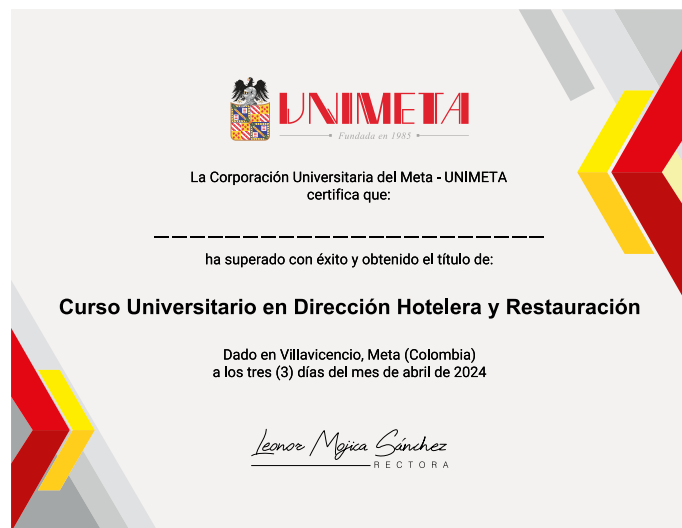 UNIMETA
Fundada en 1985
La Corporación Universitaria del Meta - UNIMETA
certifica que:
ha superado con éxito y obtenido el título de:
Curso Universitario en Dirección Hotelera y Restauración
Dado en Villavicencio, Meta (Colombia)
a los tres (3) días del mes de abril de 2024
Leonor Mojica Sánchez
RECTORA